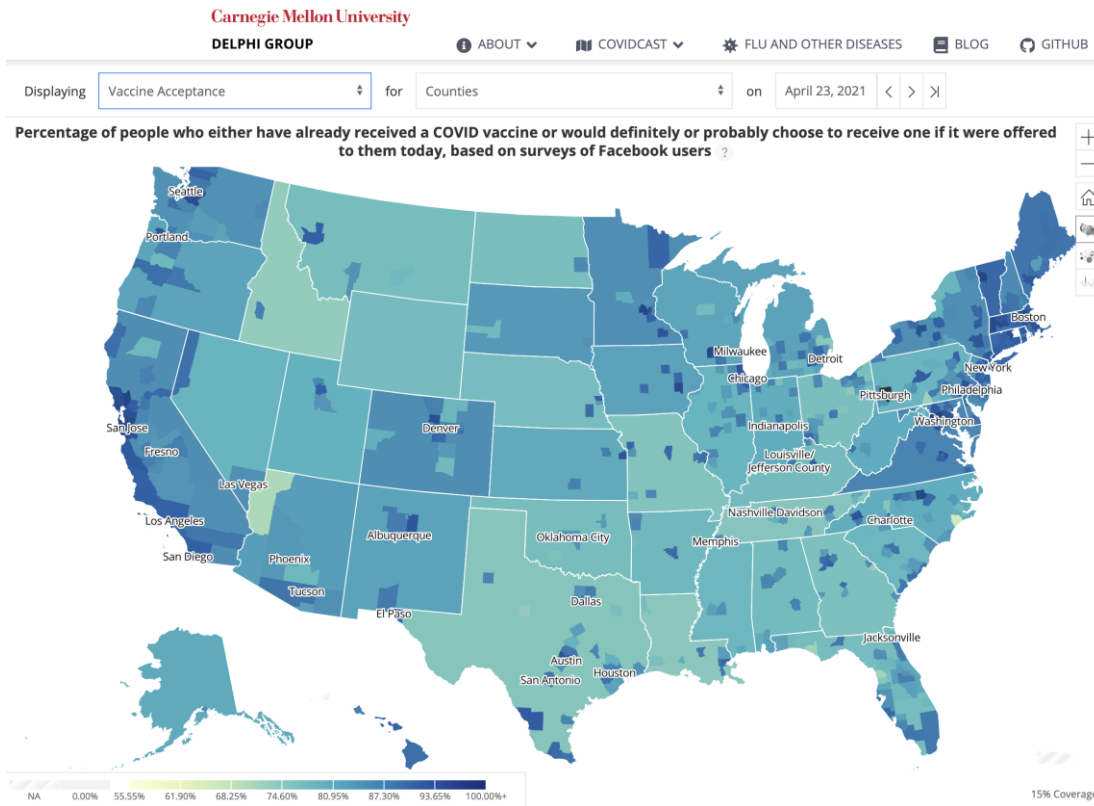 Carnegie Mellon University
DELPHI GROUP
ABOUT
COVIDCAST
FLU AND OTHER DISEASES
BLOG
GITHUB
Displaying
Vaccine Acceptance
for
Counties
on
April 23, 2021
Percentage of people who either have already received a COVID vaccine or would definitely or probably choose to receive one if it were offered
to them today, based on surveys of Facebook users ?
Seattle
Portland
Boston
Milwaukee
Detroit
New York
Chicago
Pittsburgh
Philadelphia
San Jose
Denver
Indianapolis
Washington
Fresno
Louisville/
Jefferson County
Las Vegas
Los Angeles
Albuquerque
Oklahoma City
Nashville-Davidson
Charlotte
San Diego
Phoenix
Memphis
Tucson
Dallas
El Paso
Jacksonville
Austin
Houston
San Antonio
NA
0.00%
55.55%
61.90%
68.25%
74.60%
80.95%
87.30%
93.65%
100.00%+
15% Coverage